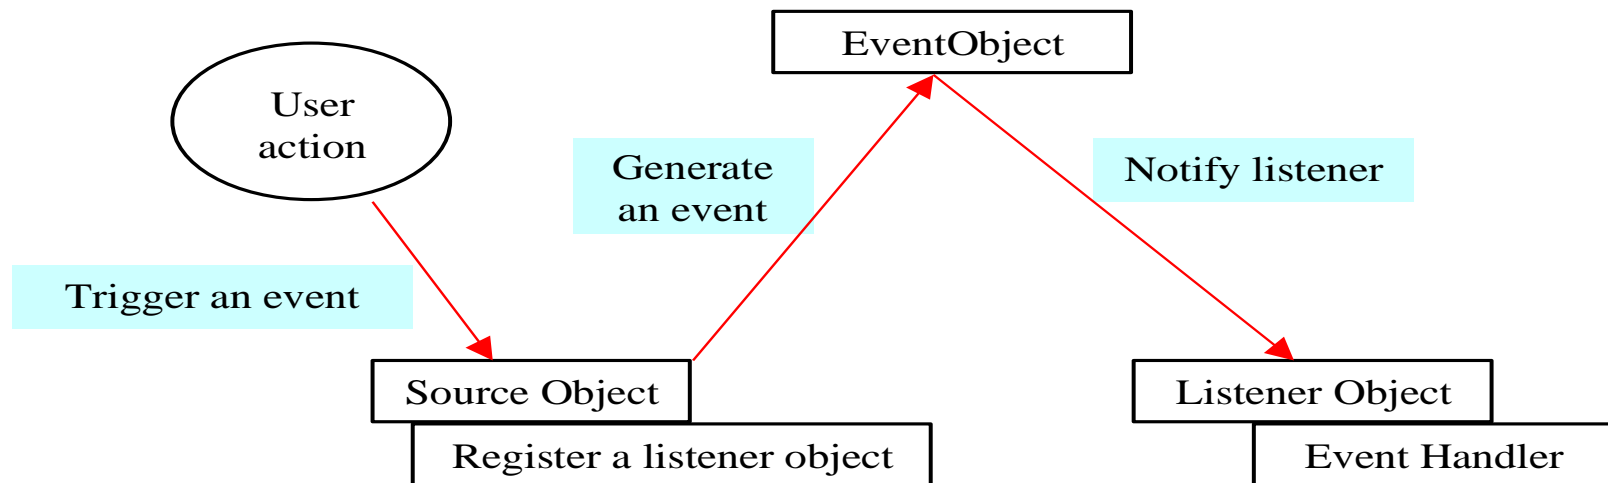 EventObject
User
action
Generate
an event
Notify listener
Trigger an event
Source Object
Listener Object
Register a listener object
Event Handler